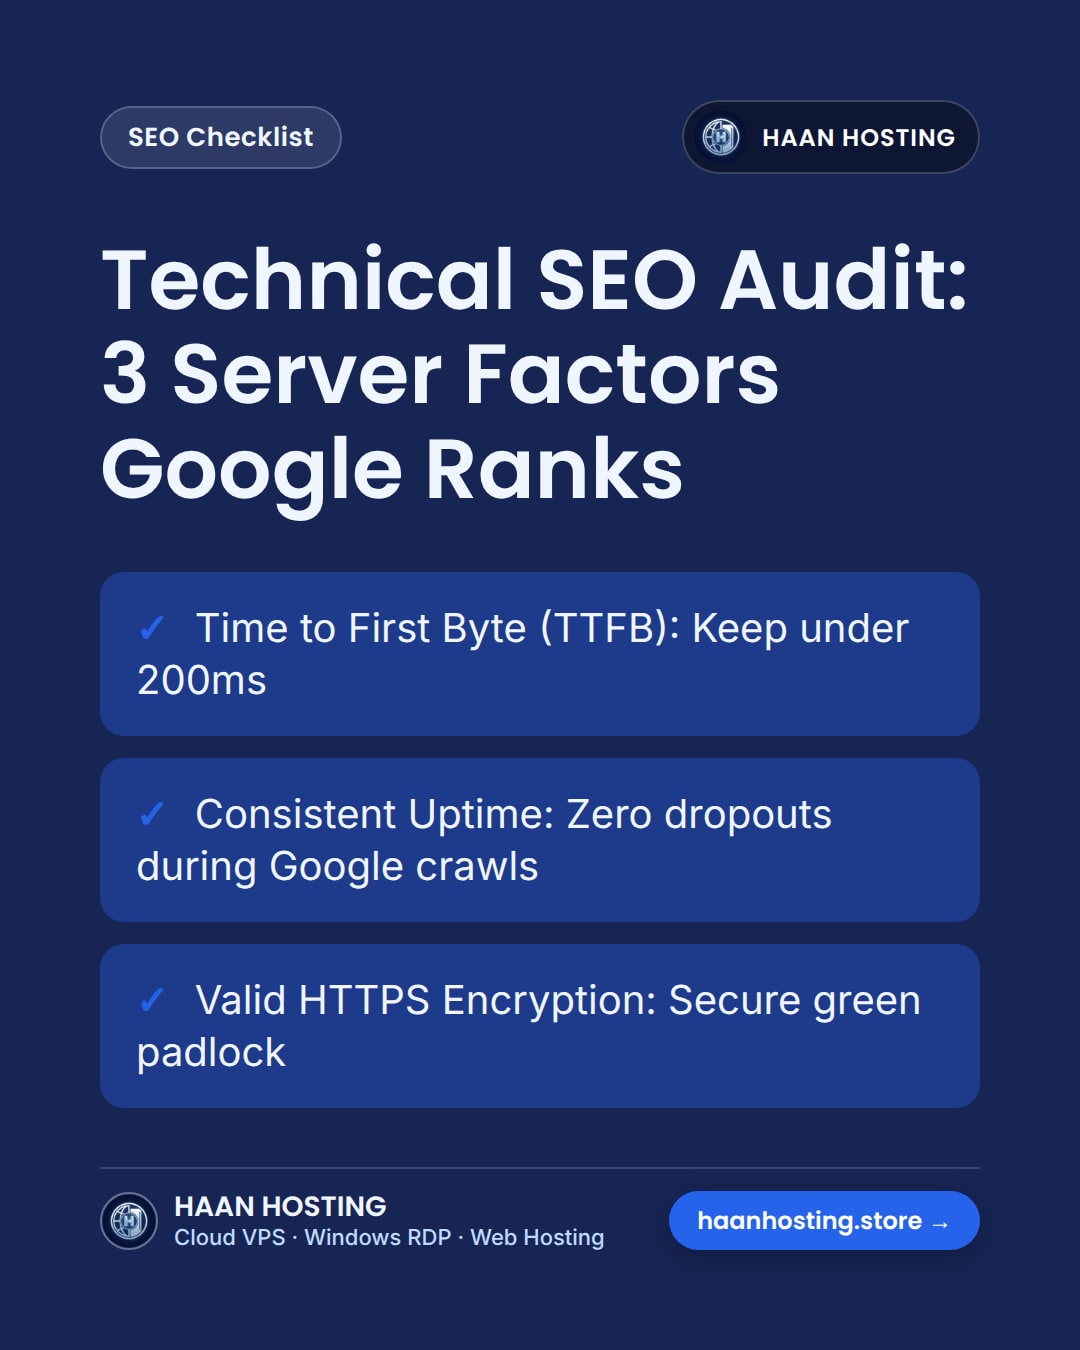 SEO Checklist
HAAN HOSTING
Technical SEO Audit:
3 Server Factors
Google Ranks
✓ Time to First Byte (TTFB): Keep under
200ms
✓ Consistent Uptime: Zero dropouts
during Google crawls
✓ Valid HTTPS Encryption: Secure green
padlock
HAAN HOSTING
Cloud VPS · Windows RDP · Web Hosting
haanhosting.store →